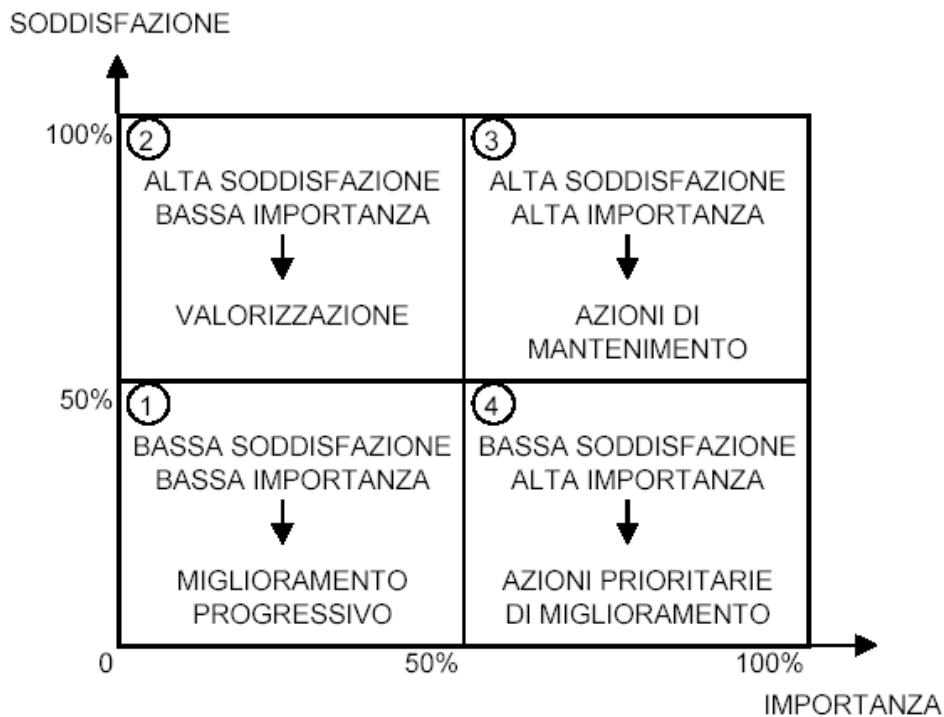 SODDISFAZIONE
100%
2
ALTA SODDISFAZIONE
BASSA IMPORTANZA
VALORIZZAZIONE
3
ALTA SODDISFAZIONE
ALTA IMPORTANZA
AZIONI DI
MANTENIMENTO
50%
1
BASSA SODDISFAZIONE
BASSA IMPORTANZA
MIGLIORAMENTO
PROGRESSIVO
4
BASSA SODDISFAZIONE
ALTA IMPORTANZA
AZIONI PRIORITARIE
DI MIGLIORAMENTO
0
50%
100%
IMPORTANZA